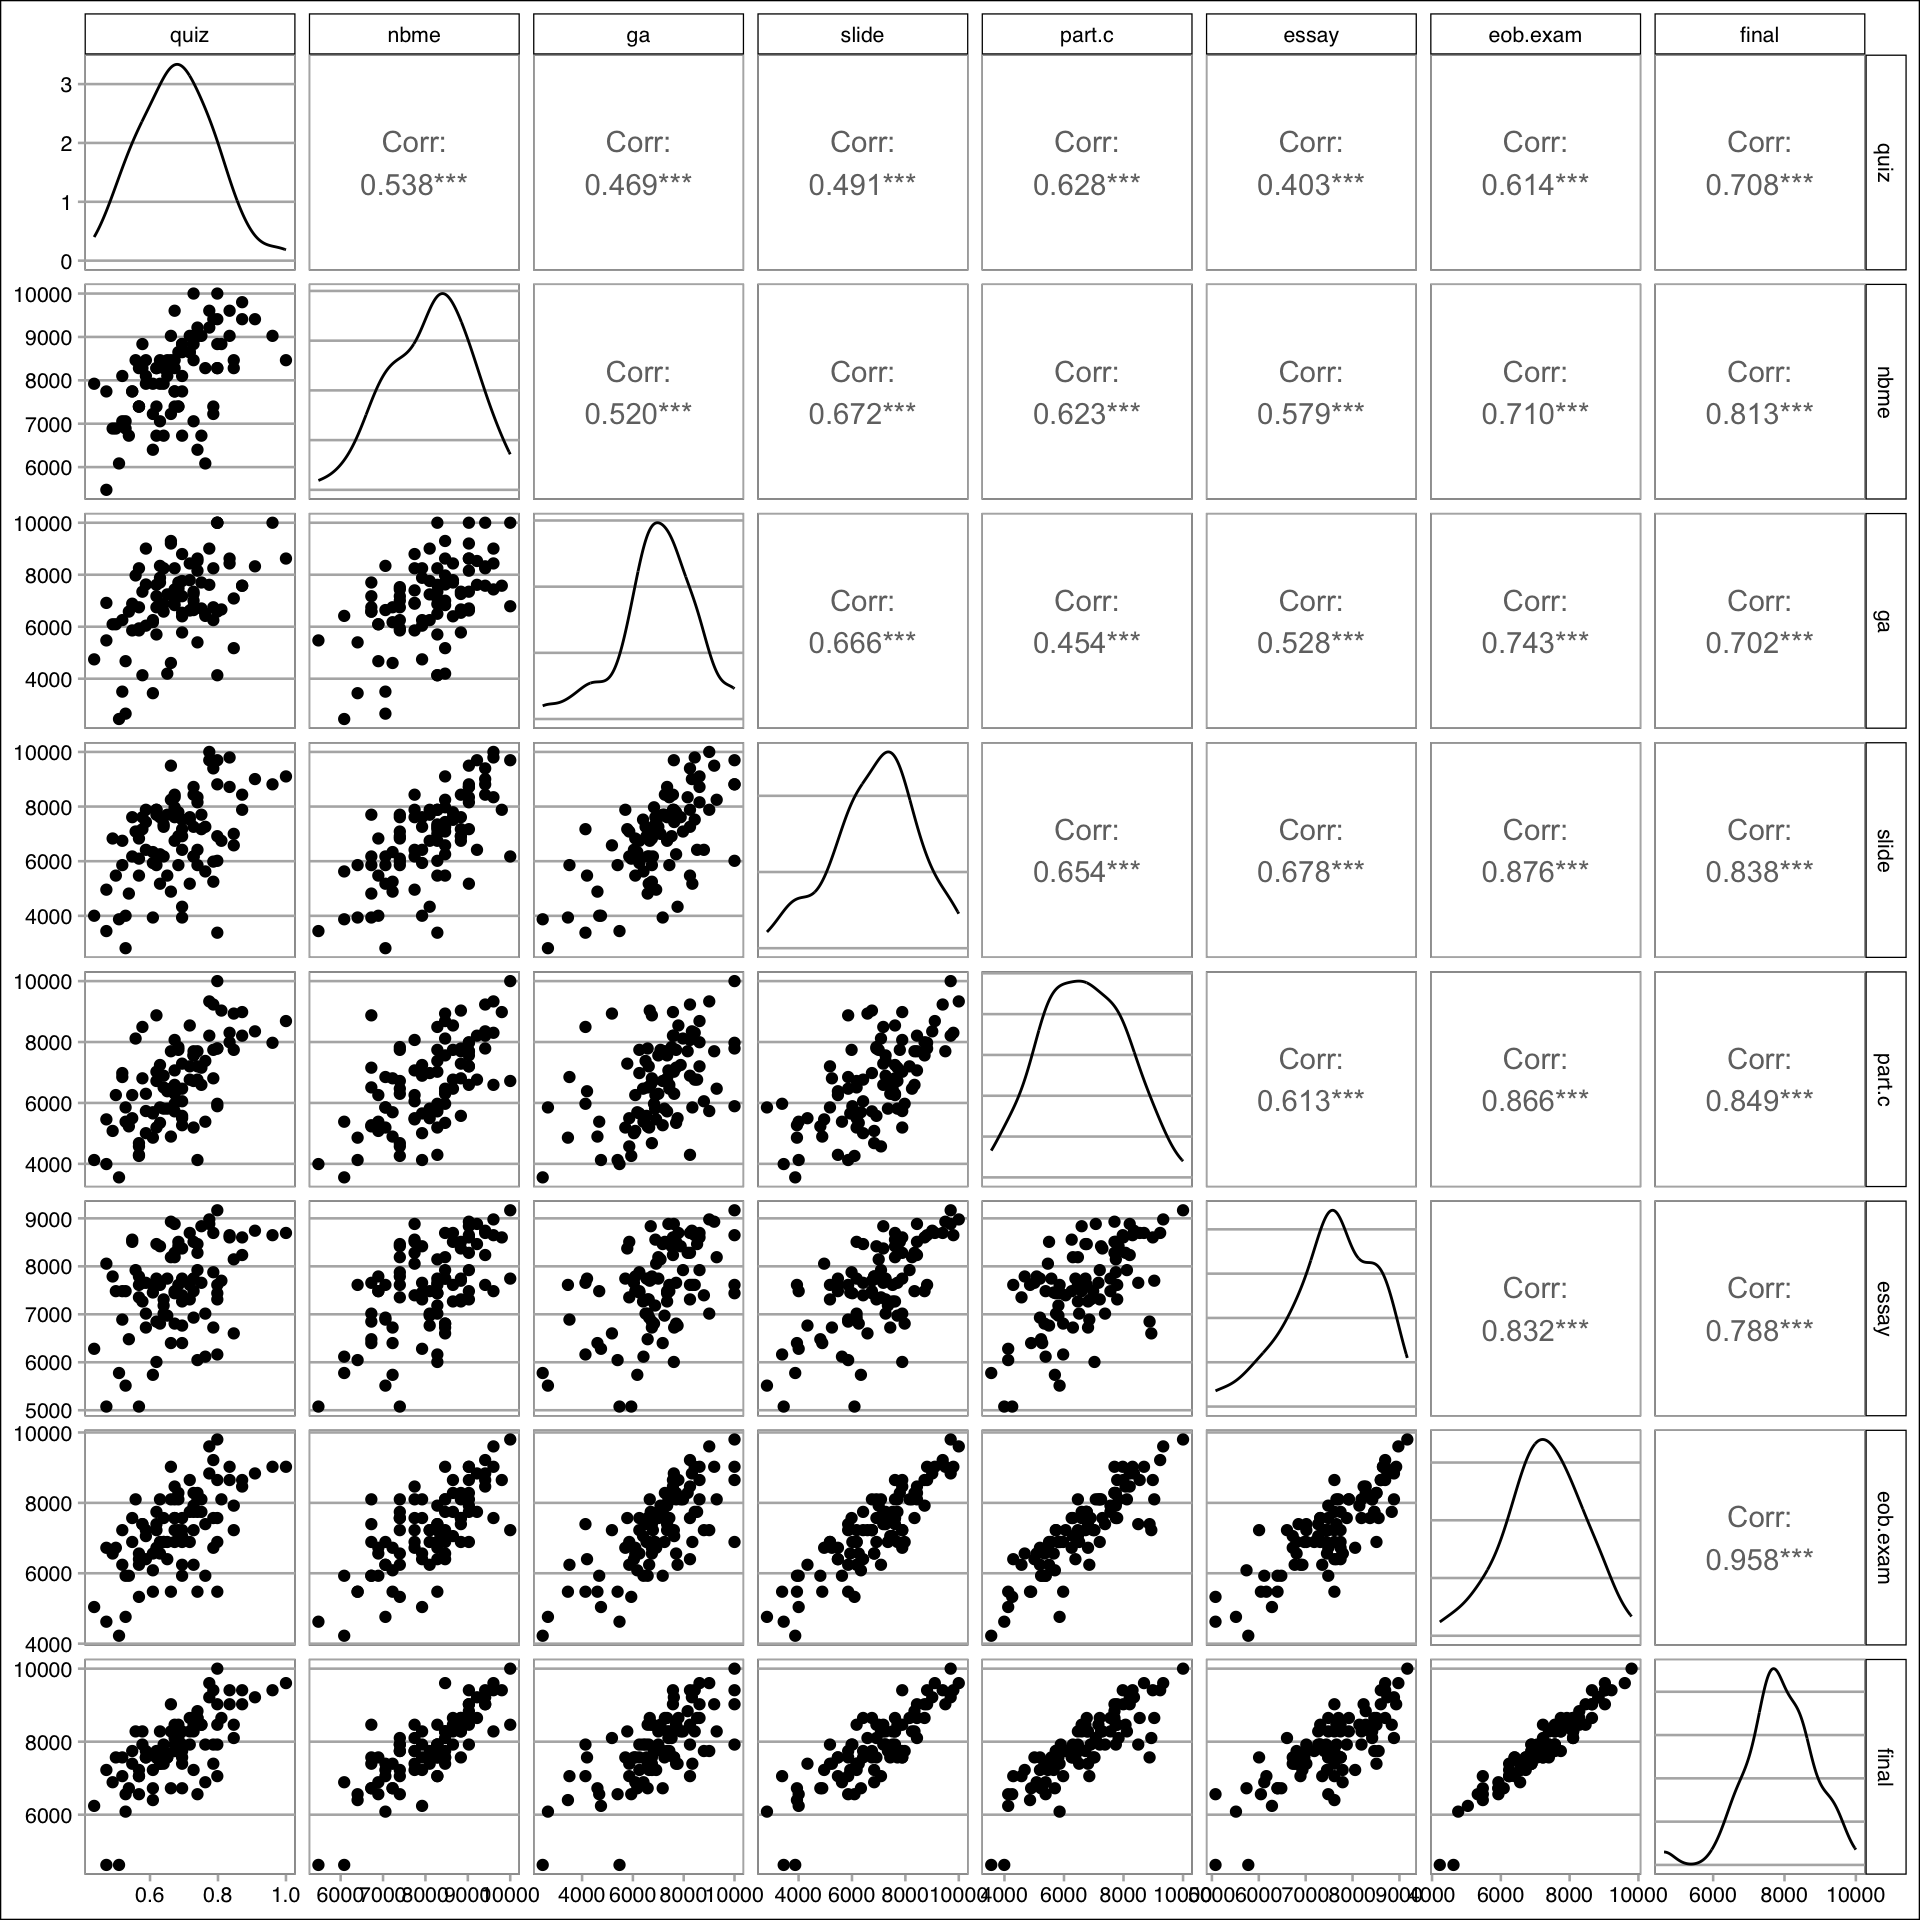 quiz nbme ga slide part.c essay eob.exam final
3
2
1
0
Corr: Corr: Corr: Corr: Corr: Corr: Corr:
0.538*** 0.469*** 0.491*** 0.628*** 0.403*** 0.614*** 0.708***
quiz
10000
9000
8000
7000
6000
Corr: Corr: Corr: Corr: Corr: Corr:
0.520*** 0.672*** 0.623*** 0.579*** 0.710*** 0.813***
nbme
10000
8000
6000
4000
Corr: Corr: Corr: Corr: Corr:
0.666*** 0.454*** 0.528*** 0.743*** 0.702***
ga
10000
8000
6000
4000
Corr: Corr: Corr: Corr:
0.654*** 0.678*** 0.876*** 0.838***
slide
10000
8000
6000
4000
Corr: Corr: Corr:
0.613*** 0.866*** 0.849***
part.c
9000
8000
7000
6000
5000
Corr: Corr:
0.832*** 0.788***
essay
10000
8000
6000
4000
Corr:
0.958***
eob.exam
10000
8000
6000
final
0.6 0.8 1.0 6000 7000 8000 9000 10000 4000 6000 8000 10000 4000 6000 8000 10000 4000 6000 8000 10000 5000 6000 7000 8000 9000 4000 6000 8000 10000 6000 8000 10000